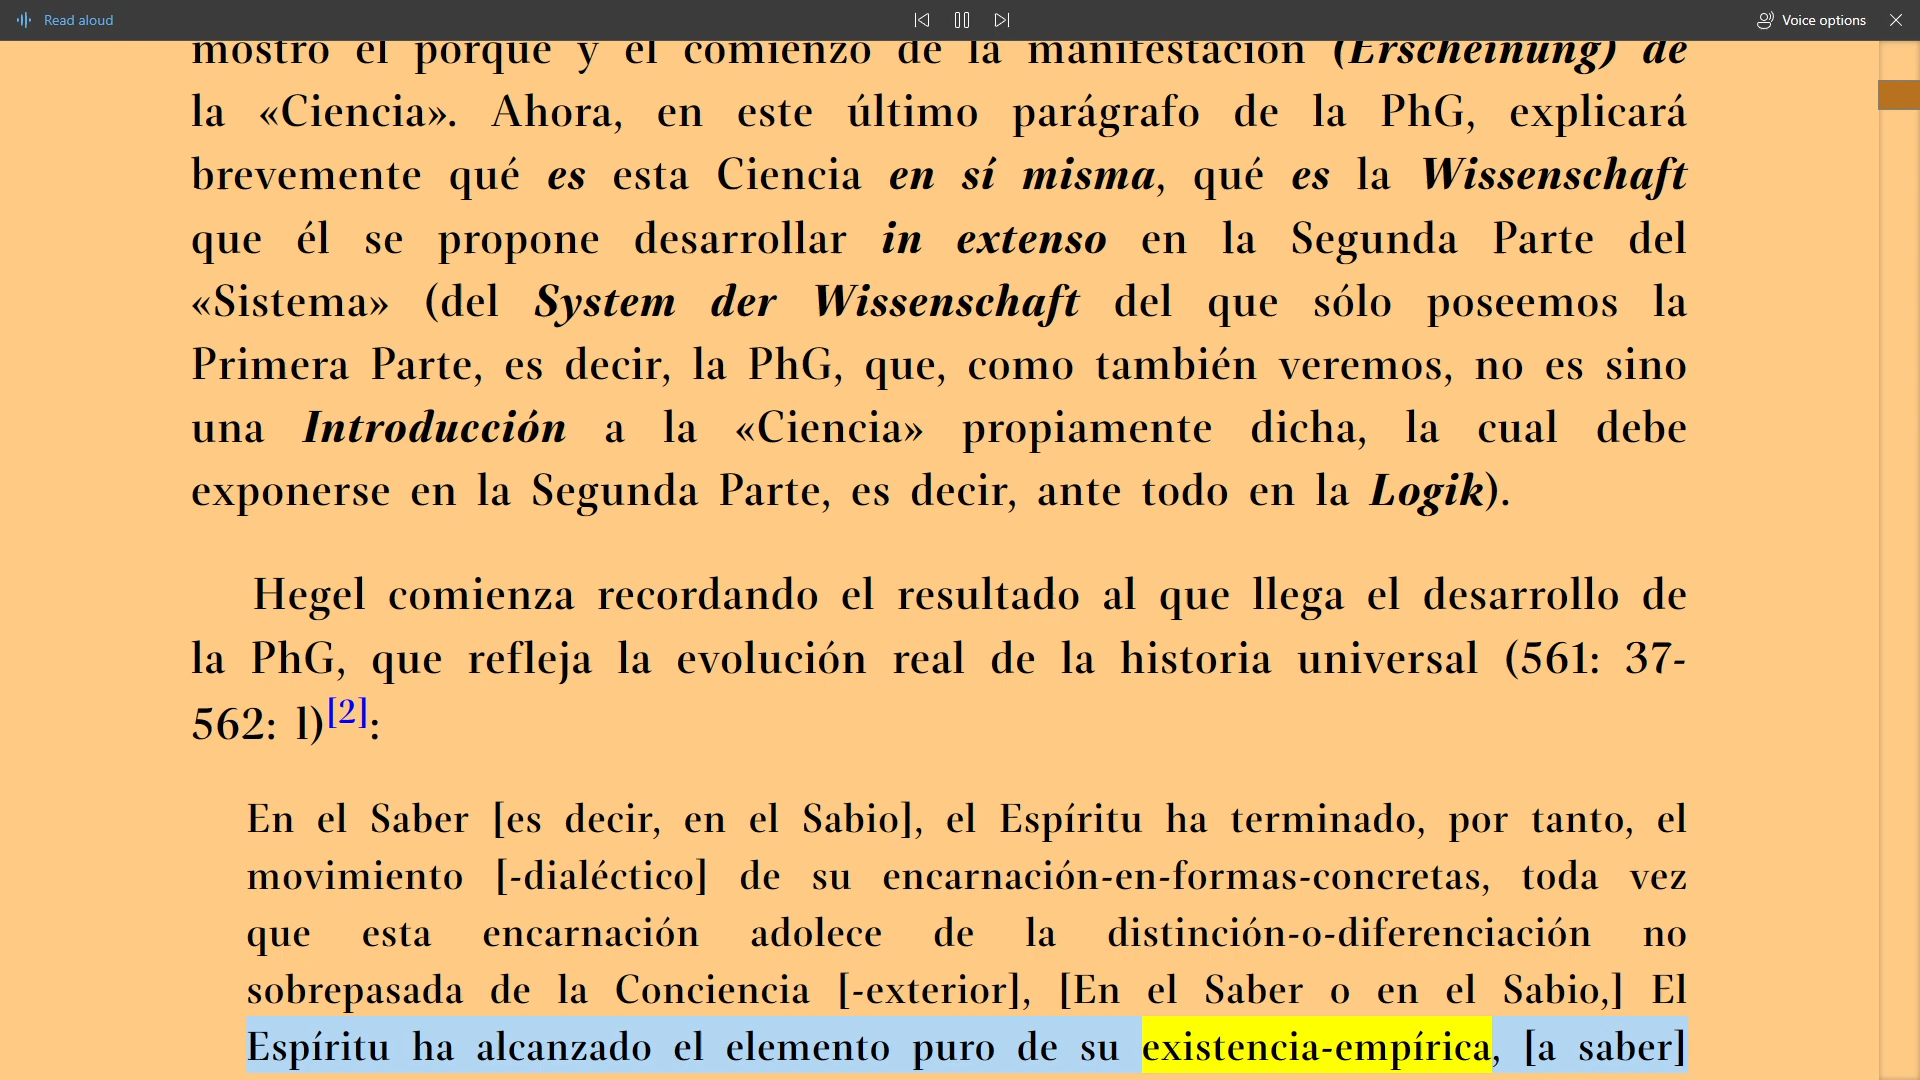 Read aloud
Voice options
mostró el porqué y el comienzo de la manifestación (Erscheinung) de
la «Ciencia». Ahora, en este último parágrafo de la PhG, explicará
brevemente qué es esta Ciencia en sí misma, qué es la Wissenschaft
que él se propone desarrollar in extenso en la Segunda Parte del
«Sistema» (del System der Wissenschaft del que sólo poseemos la
Primera Parte, es decir, la PhG, que, como también veremos, no es sino
una Introducción a la «Ciencia» propiamente dicha, la cual debe
exponerse en la Segunda Parte, es decir, ante todo en la Logik).
Hegel comienza recordando el resultado al que llega el desarrollo de
la PhG, que refleja la evolución real de la historia universal (561: 37-
562: l)[2]:
En el Saber [es decir, en el Sabio], el Espíritu ha terminado, por tanto, el
movimiento [-dialéctico] de su encarnación-en-formas-concretas, toda vez
que esta encarnación adolece de la distinción-o-diferenciación no
sobrepasada de la Conciencia [-exterior], [En el Saber o en el Sabio,] El
Espíritu ha alcanzado el elemento puro de su existencia-empírica, [a saber]